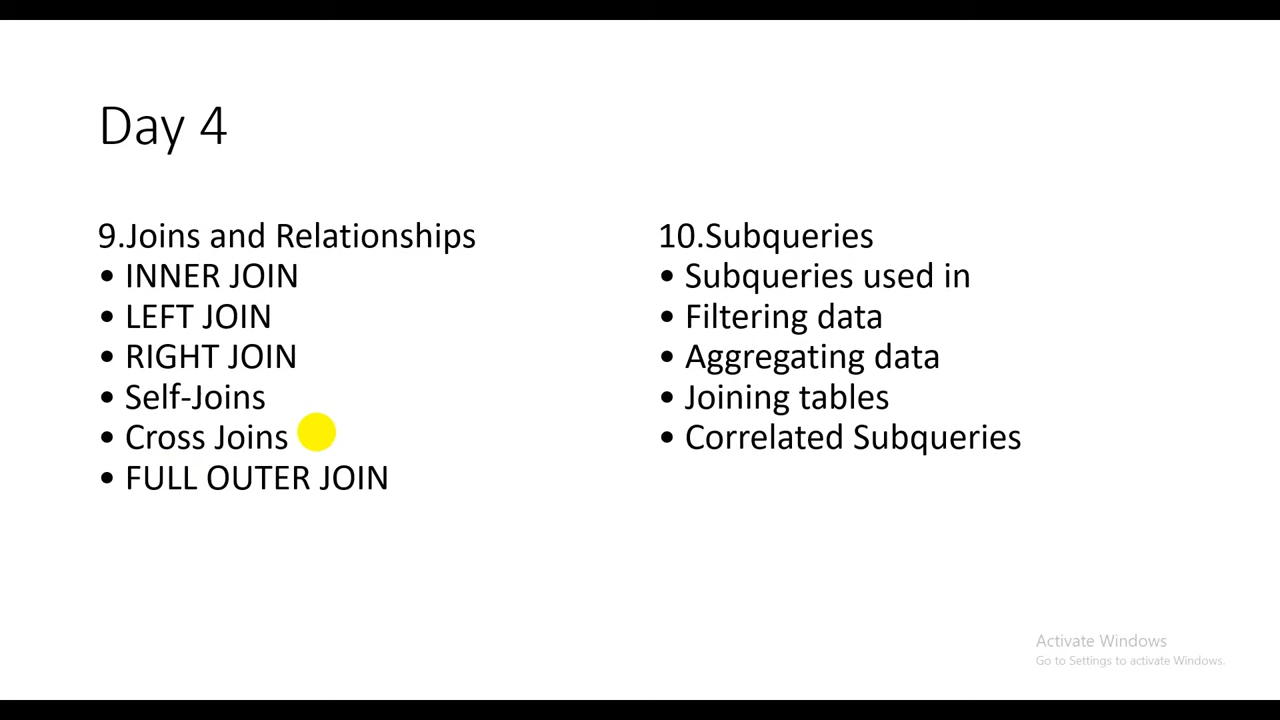 Day 4
9.Joins and Relationships
• INNER JOIN
• LEFT JOIN
• RIGHT JOIN
• Self-Joins
• Cross Joins
• FULL OUTER JOIN
10.Subqueries
• Subqueries used in
• Filtering data
• Aggregating data
• Joining tables
• Correlated Subqueries
Activate Windows
Go to Settings to activate Windows.